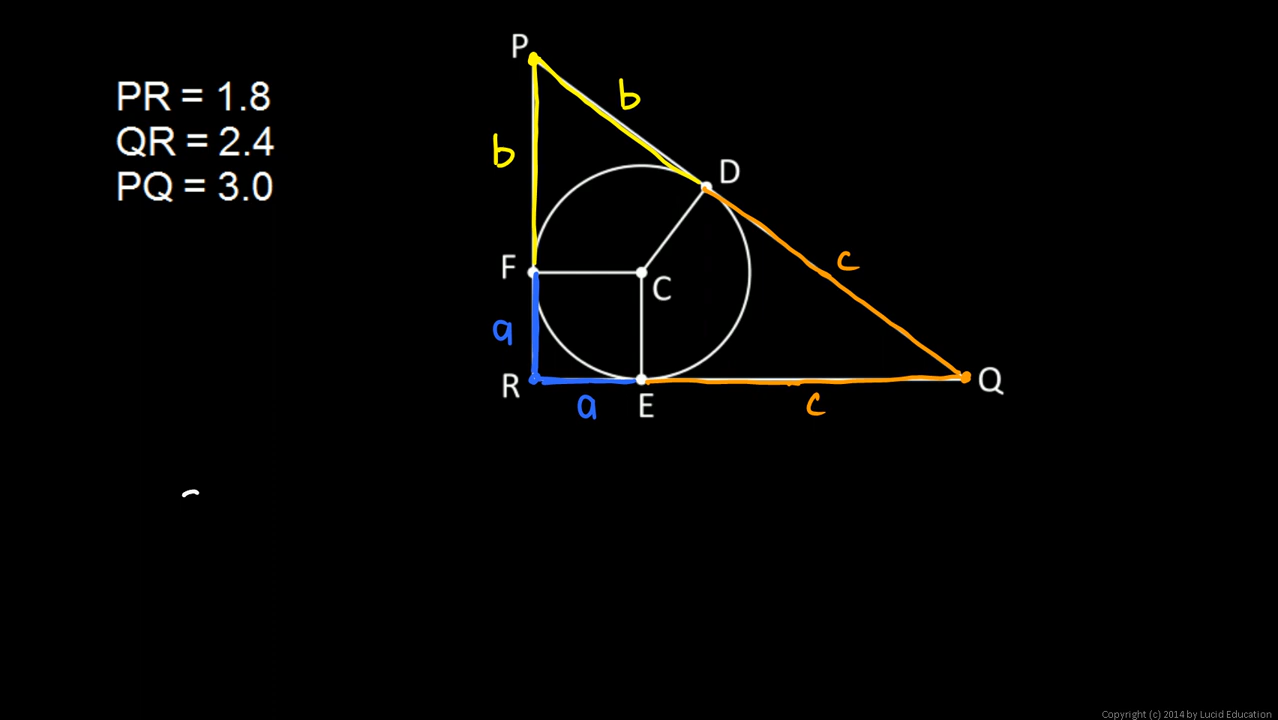 P
b
PR = 1.8
QR = 2.4
b
PQ = 3.0
D
F
C
c
a
R
E
Q
a
c
Copyright (c) 2014 by Lucid Education